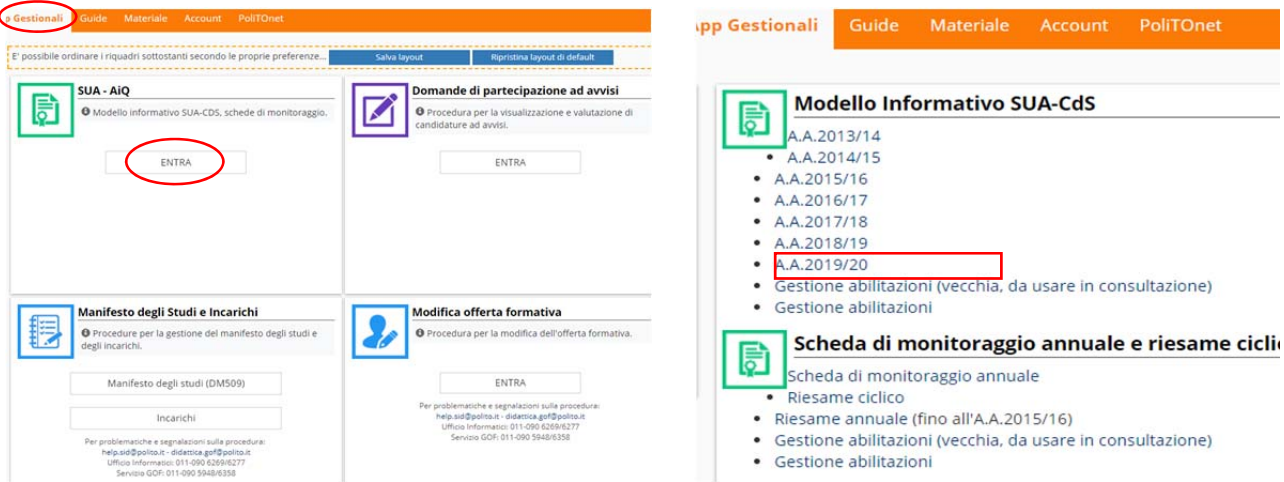 p Gestionali Guide Materiale Account PoliTOnet
E' possibile ordinare i riquadri sottostanti secondo le proprie preferenze... Salva layout Ripristina layout di default
SUA - AiQ
Modello informativo SUA-CDS, schede di monitoraggio.
ENTRA
Domande di partecipazione ad avvisi
Procedura per la visualizzazione e valutazione di
candidature ad avvisi.
ENTRA
Manifesto degli Studi e Incarichi
Procedure per la gestione del manifesto degli studi e
degli incarichi.
Manifesto degli studi (DM509)
Incarichi
Per problematiche e segnalazioni sulla procedura:
help.sid@polito.it - didattica.gof@polito.it
Ufficio Informatici: 011-090 6269/6277
Servizio GOF: 011-090 5948/6358
Modifica offerta formativa
Procedura per la modifica dell'offerta formativa.
ENTRA
Per problematiche e segnalazioni sulla procedura:
help.sid@polito.it - didattica.gof@polito.it
Ufficio Informatici: 011-090 6269/6277
Servizio GOF: 011-090 5948/6358
App Gestionali Guide Materiale Account PoliTOnet
Modello Informativo SUA-CdS
A.A.2013/14
• A.A.2014/15
• A.A.2015/16
• A.A.2016/17
• A.A.2017/18
• A.A.2018/19
• A.A.2019/20
• Gestione abilitazioni (vecchia, da usare in consultazione)
• Gestione abilitazioni
Scheda di monitoraggio annuale e riesame ciclic
Scheda di monitoraggio annuale
• Riesame ciclico
• Riesame annuale (fino all'A.A.2015/16)
• Gestione abilitazioni (vecchia, da usare in consultazione)
• Gestione abilitazioni